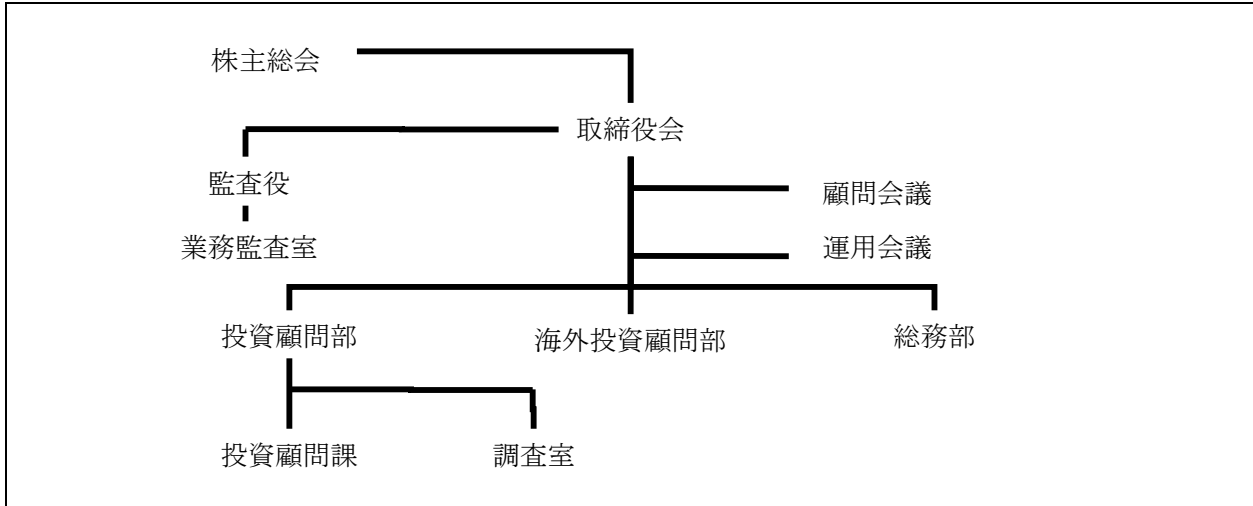 株主総会
取締役会
監査役
顧問会議
業務監査室
運用会議
投資顧問部
海外投資顧問部
総務部
投資顧問課
調査室